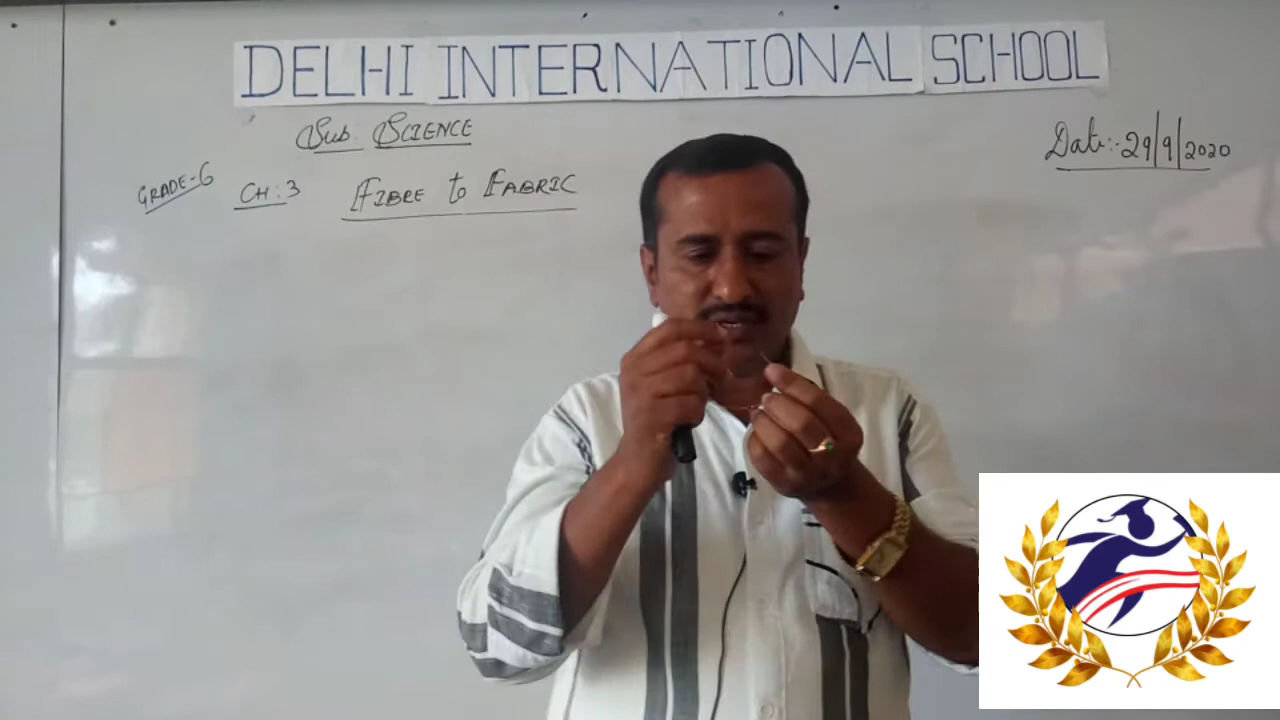 DELHI INTERNATIONAL SCHOOL
Sub: SCIENCE
Date:- 29/9/2020
GRADE-6 CH:3 FIBRE to FABRIC